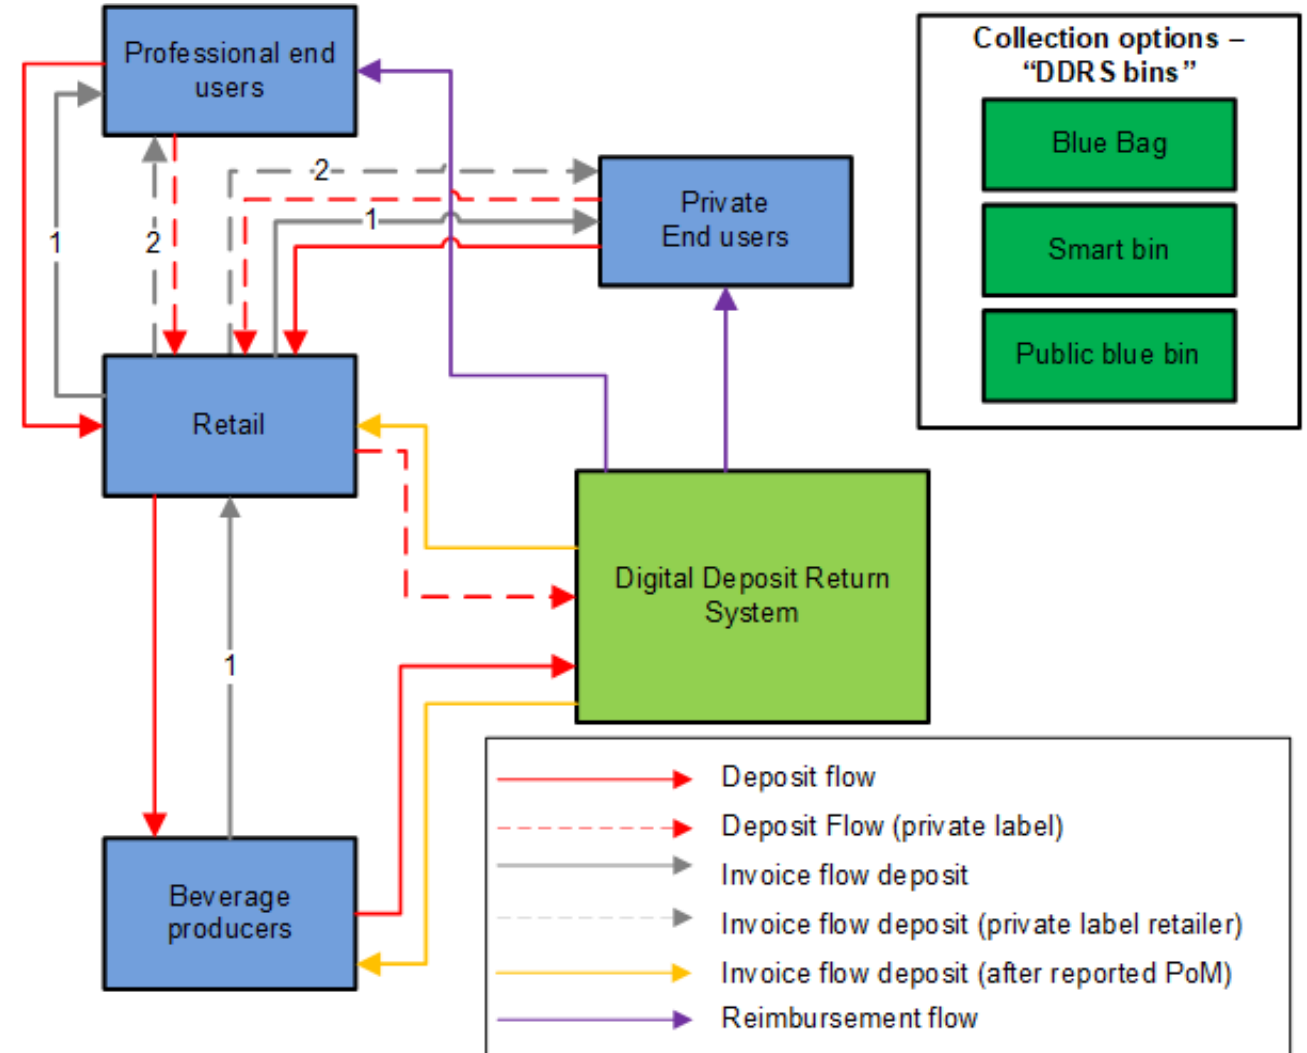 Professional end
users
Collection options –
“DDRS bins”
Blue Bag
Smart bin
Public blue bin
2
Private
End users
1
1
2
Retail
Digital Deposit Return
System
1
Beverage
producers
Deposit flow
Deposit Flow (private label)
Invoice flow deposit
Invoice flow deposit (private label retailer)
Invoice flow deposit (after reported PoM)
Reimbursement flow